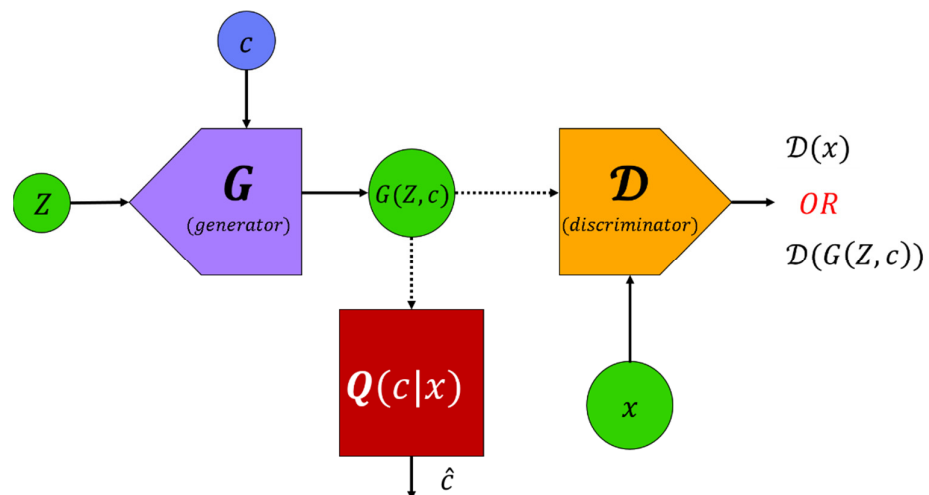 c
Z
G
(generator)
G(Z, c)
𝒟
(discriminator)
𝒟(x)
OR
𝒟(G(Z, c))
Q(c|x)
x
ĉ